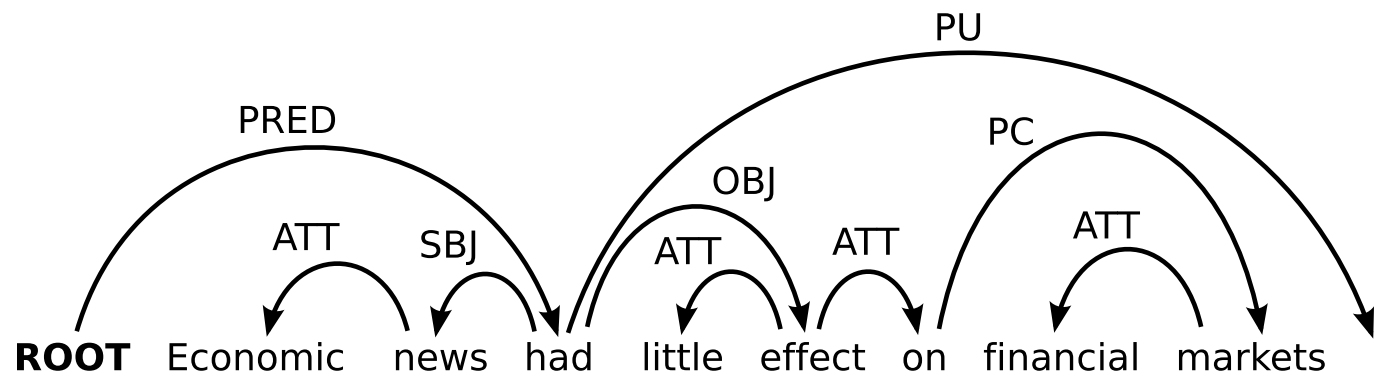 PU
PRED
PC
OBJ
ATT
SBJ
ATT
ATT
ATT
ROOT Economic news had little effect on financial markets